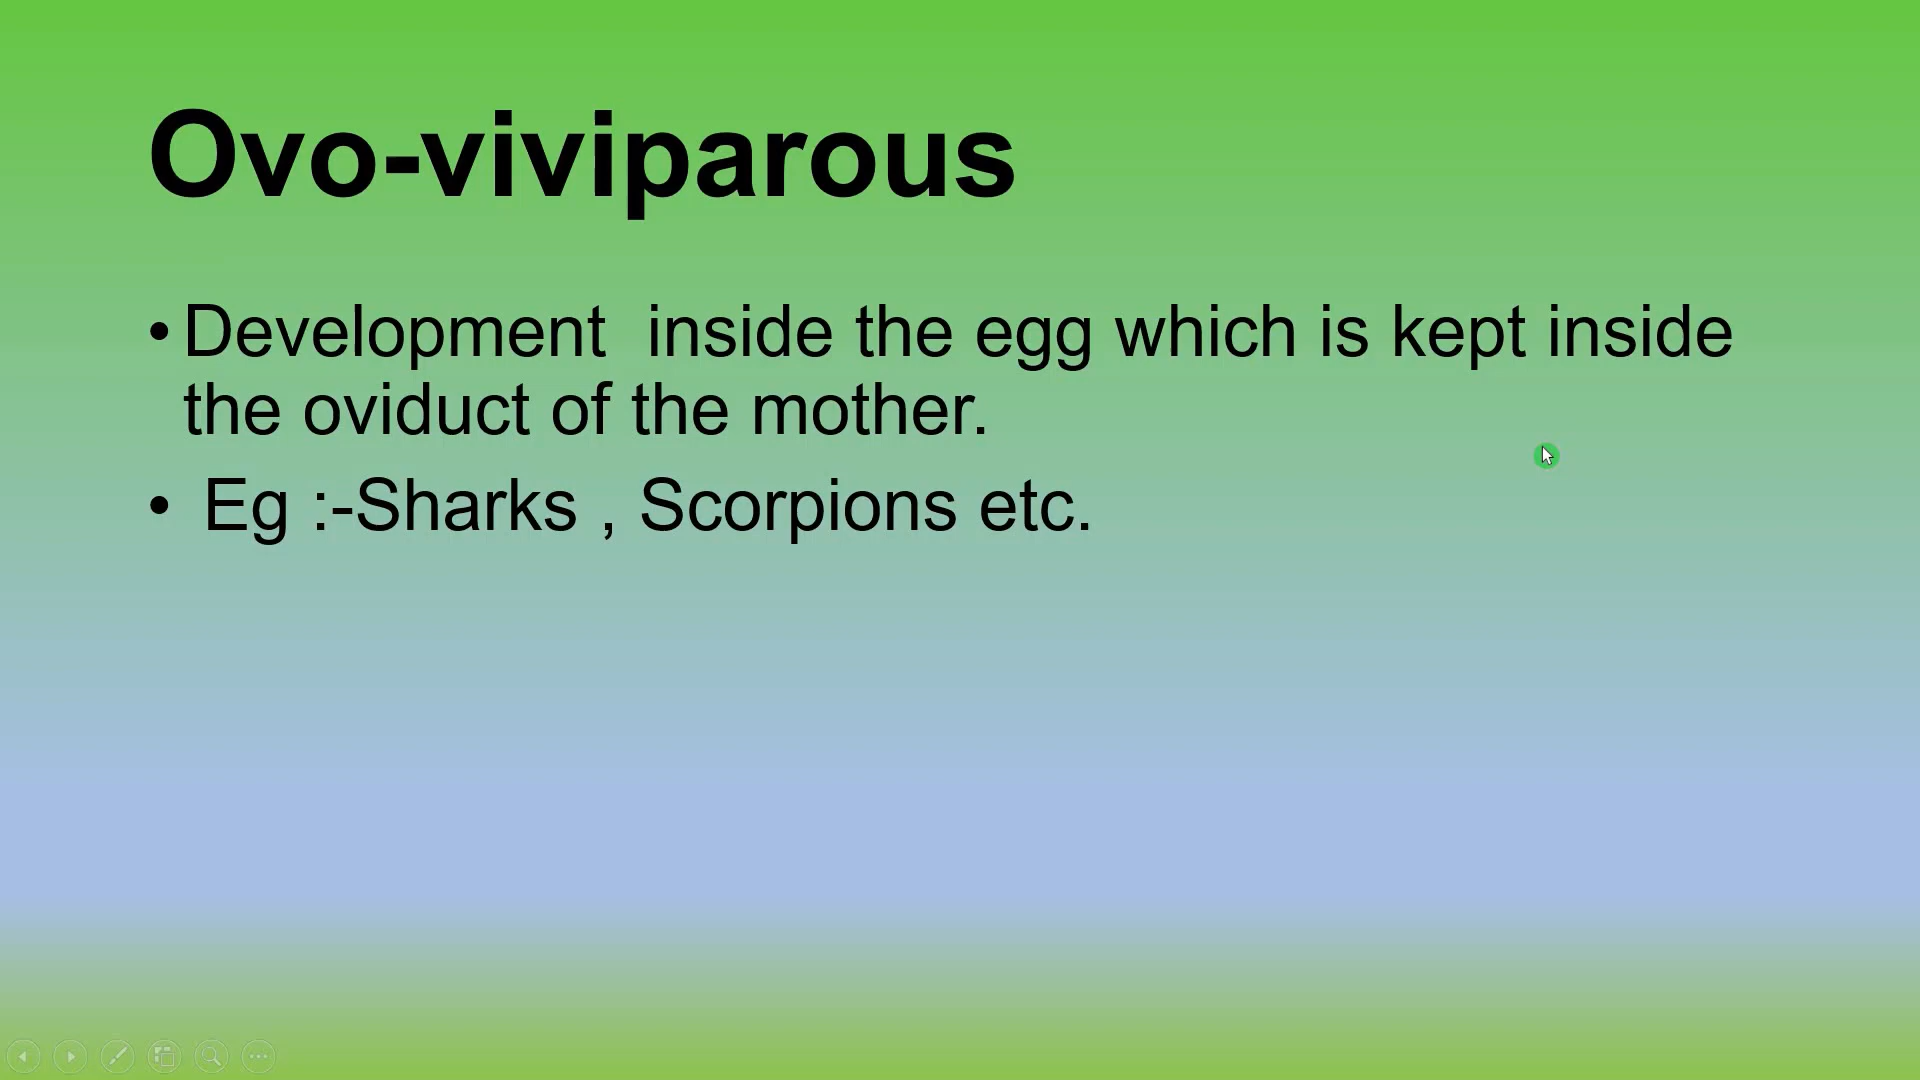 Ovo-viviparous
•Development  inside the egg which is kept inside
the oviduct of the mother.
• Eg :-Sharks , Scorpions etc.